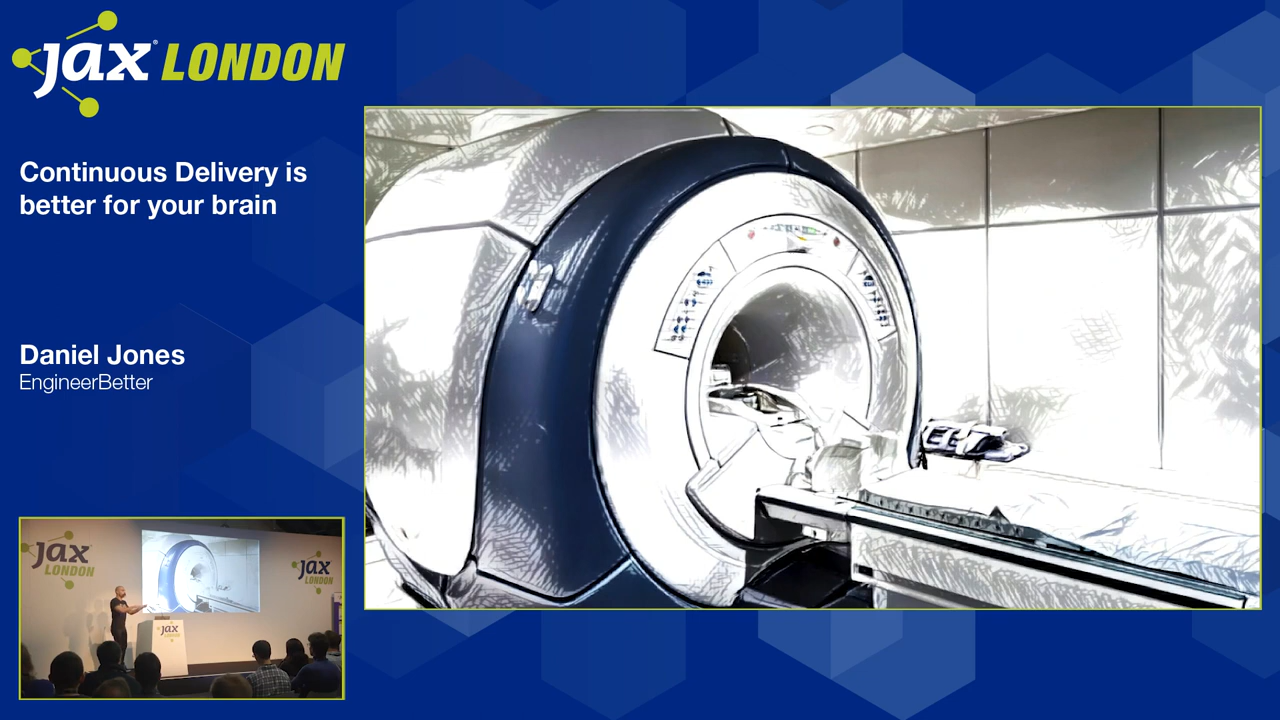 jax® LONDON
Continuous Delivery is
better for your brain
Daniel Jones
EngineerBetter
jax
LONDON
jax
LONDON
jax